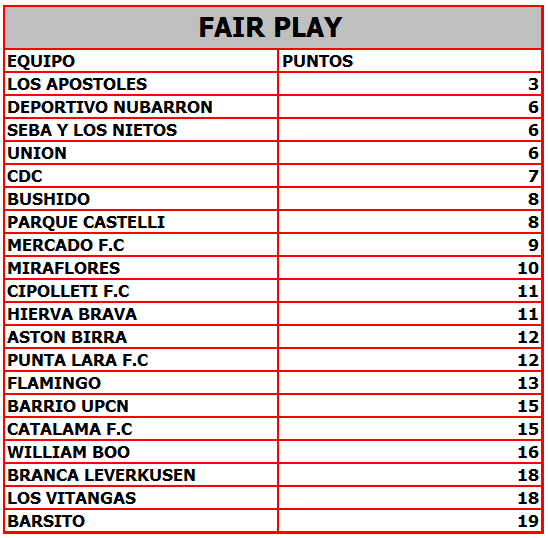 FAIR PLAY
EQUIPO PUNTOS
LOS APOSTOLES 3
DEPORTIVO NUBARRON 6
SEBA Y LOS NIETOS 6
UNION 6
CDC 7
BUSHIDO 8
PARQUE CASTELLI 8
MERCADO F.C 9
MIRAFLORES 10
CIPOLLETI F.C 11
HIERVA BRAVA 11
ASTON BIRRA 12
PUNTA LARA F.C 12
FLAMINGO 13
BARRIO UPCN 15
CATALAMA F.C 15
WILLIAM BOO 16
BRANCA LEVERKUSEN 18
LOS VITANGAS 18
BARSITO 19